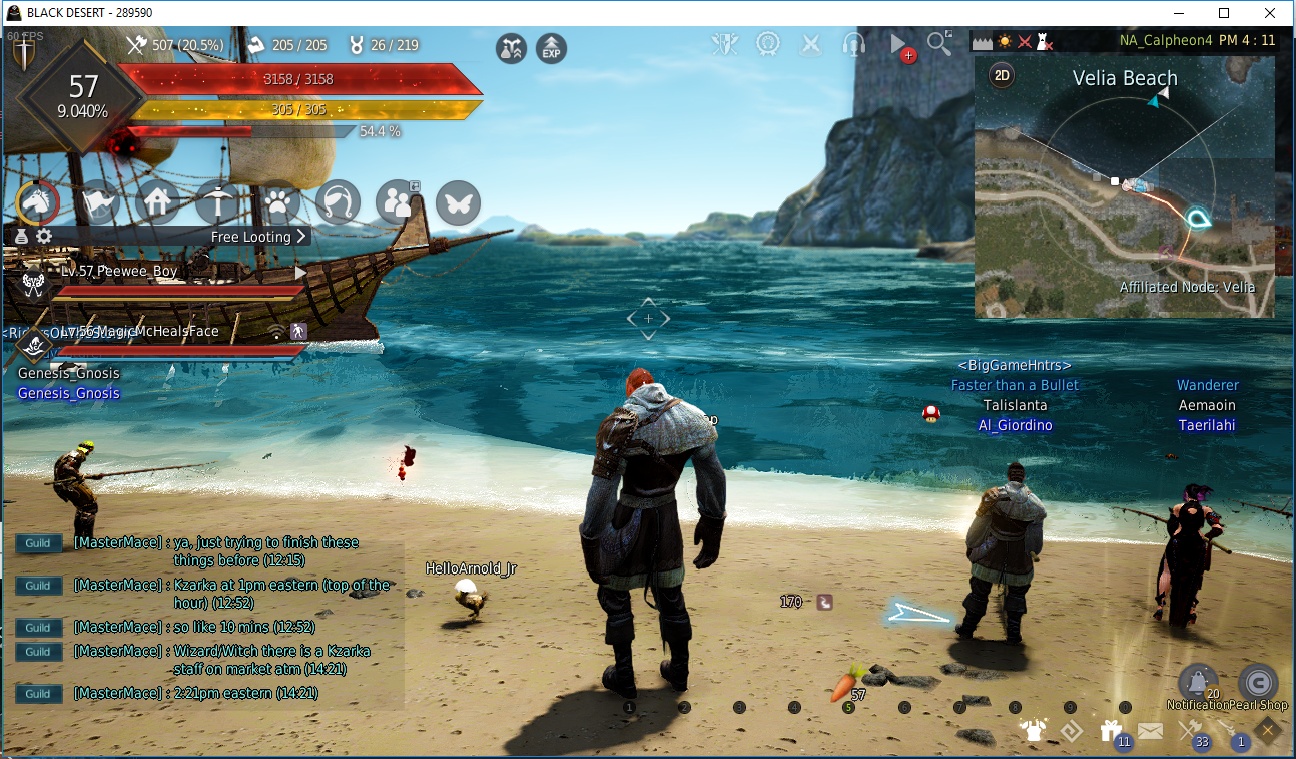 BLACK DESERT - 289590
60 FPS
507 (20.5%)
205 / 205
26 / 219
EXP
NA_Calpheon4 PM 4 : 11
57
9.040%
3158 / 3158
305 / 305
54.4 %
2D
Velia Beach
Free Looting
Lv.57 Peewee_Boy
Lv.56 MagicMcHealsFace
Affiliated Node: Velia
Genesis_Gnosis
Genesis_Gnosis
<BigGameHntrs>
Faster than a Bullet
Talislanta
Al_Giordino
Wanderer
Aemaoin
Taerilahi
Guild [MasterMace] : ya, just trying to finish these
things before (12:15)
Guild [MasterMace] : Kzarka at 1pm eastern (top of the
hour) (12:52)
Guild [MasterMace] : so like 10 mins (12:52)
Guild [MasterMace] : Wizard/Witch there is a Kzarka
staff on market atm (14:21)
Guild [MasterMace] : 2:21pm eastern (14:21)
HelloArnold_Jr
170
57
1 2 3 4 5 6 7 8 9
20
Notification
Pearl Shop
11
33
1